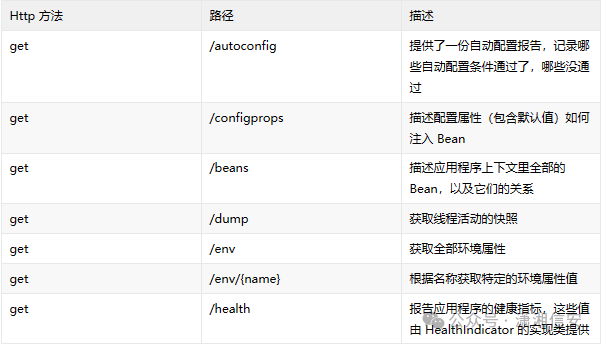 Http 方法 路径 描述
get /autoconfig 提供了一份自动配置报告，记录哪
些自动配置条件通过了，哪些没通
过
get /configprops 描述配置属性（包含默认值）如何
注入 Bean
get /beans 描述应用程序上下文里全部的
Bean，以及它们的关系
get /dump 获取线程活动的快照
get /env 获取全部环境属性
get /env/{name} 根据名称获取特定的环境属性值
get /health 报告应用程序的健康指标，这些值
由 HealthIndicator 的实现类提供
公众号 · 潇湘信安